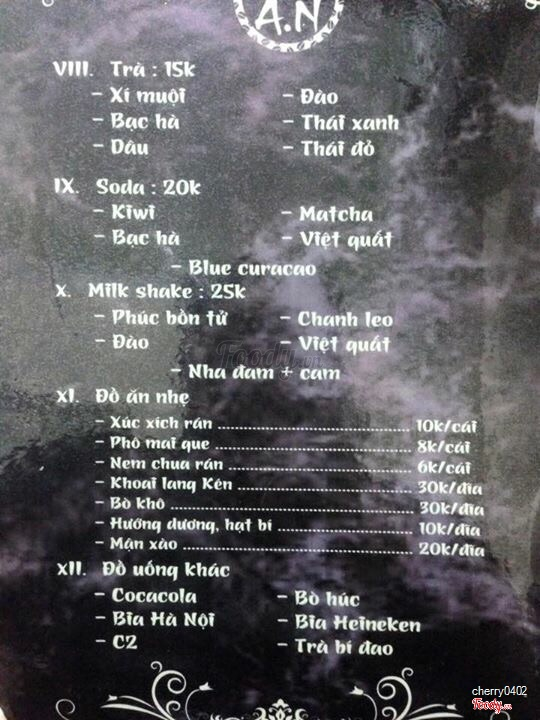 A.N
VIII. Trà : 15k
- Xí muội - Đào
- Bạc hà - Thái xanh
- Dâu - Thái đỏ
IX. Soda : 20k
- Kiwi - Matcha
- Bạc hà - Việt quất
- Blue curacao
X. Milk shake : 25k
- Phúc bồn tử - Chanh leo
- Đào - Việt quất
- Nha đam + cam
XI. Đồ ăn nhẹ
- Xúc xích rán ........ 10k/cái
- Phô mai que ........ 8k/cái
- Nem chua rán ........ 6k/cái
- Khoai lang Kén ........ 30k/đĩa
- Bò khô ........ 30k/đĩa
- Hướng dương, hạt bí ........ 10k/đĩa
- Mận xào ........ 20k/đĩa
XII. Đồ uống khác
- Cocacola - Bò húc
- Bia Hà Nội - Bia Heineken
- C2 - Trà bí đao
cherry0402
Foody.vn